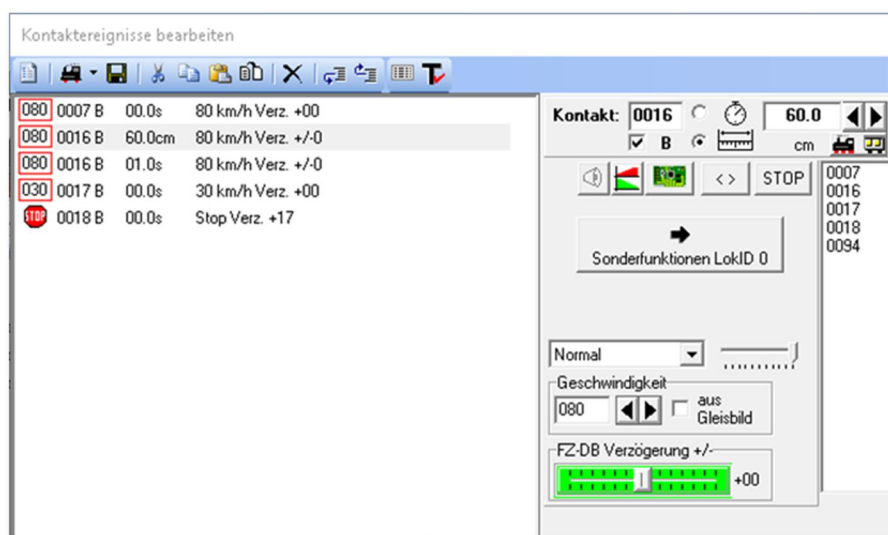 Kontaktereignisse bearbeiten
080 0007 B 00.0s 80 km/h Verz. +00
080 0016 B 60.0cm 80 km/h Verz. +/-0
080 0016 B 01.0s 80 km/h Verz. +/-0
030 0017 B 00.0s 30 km/h Verz. +00
STOP 0018 B 00.0s Stop Verz. +17
Kontakt: 0016 60.0
B cm
< > STOP
Sonderfunktionen LokID 0
0007
0016
0017
0018
0094
Normal
Geschwindigkeit
080 aus
Gleisbild
FZ-DB Verzögerung +/-
+00